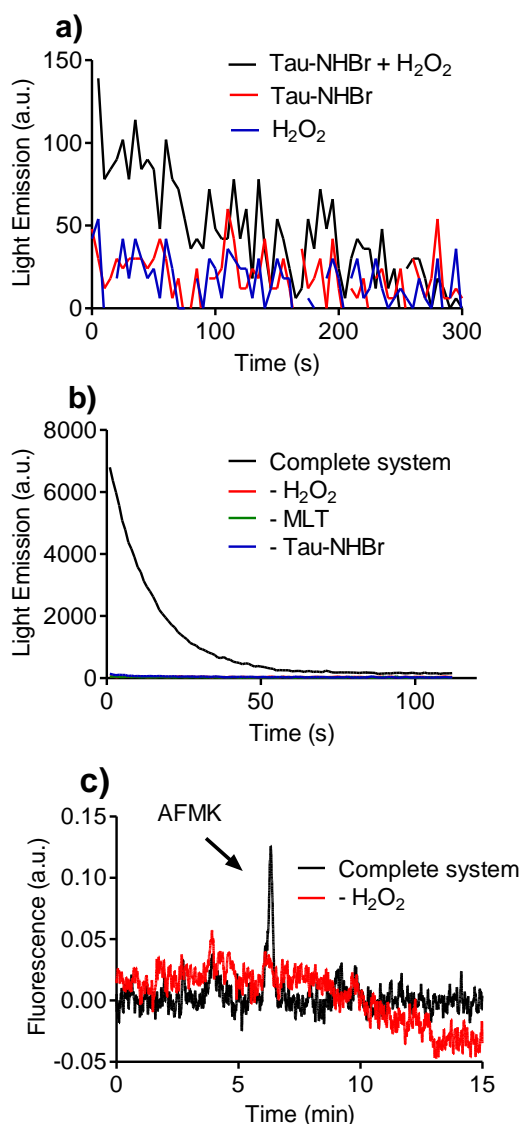 a)
150
100
50
0
Light Emission (a.u.)
Tau-NHBr + H₂O₂
Tau-NHBr
H₂O₂
0 100 200 300
Time (s)
b)
8000
6000
4000
2000
0
Light Emission (a.u.)
Complete system
- H₂O₂
- MLT
- Tau-NHBr
0 50 100
Time (s)
c)
0.15
0.10
0.05
0.00
-0.05
Fluorescence (a.u.)
AFMK
Complete system
- H₂O₂
0 5 10 15
Time (min)